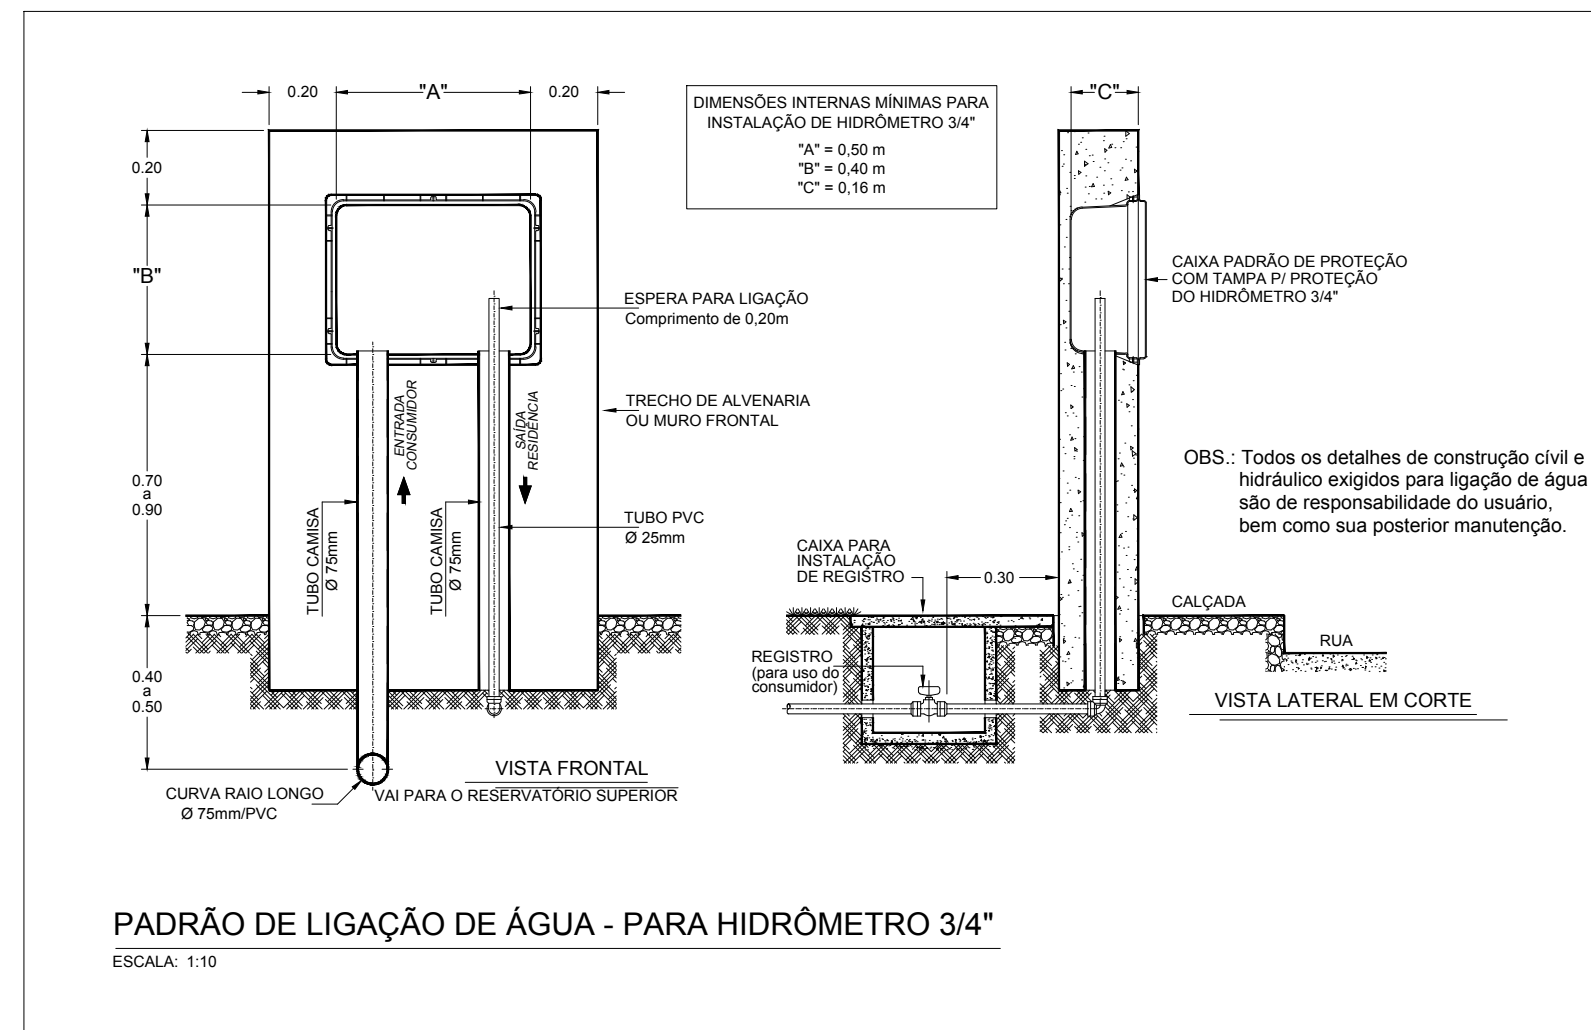 0.20
"A"
0.20
DIMENSÕES INTERNAS MÍNIMAS PARA
INSTALAÇÃO DE HIDRÔMETRO 3/4"
"A" = 0,50 m
"B" = 0,40 m
"C" = 0,16 m
"C"
0.20
"B"
0.70
a
0.90
0.40
a
0.50
ESPERA PARA LIGAÇÃO
Comprimento de 0,20m
TRECHO DE ALVENARIA
OU MURO FRONTAL
ENTRADA
CONSUMIDOR
SAÍDA
RESIDÊNCIA
TUBO CAMISA
Ø 75mm
TUBO CAMISA
Ø 75mm
TUBO PVC
Ø 25mm
CURVA RAIO LONGO
Ø 75mm/PVC
VISTA FRONTAL
VAI PARA O RESERVATÓRIO SUPERIOR
CAIXA PADRÃO DE PROTEÇÃO
COM TAMPA P/ PROTEÇÃO
DO HIDRÔMETRO 3/4"
OBS.: Todos os detalhes de construção cívil e
hidráulico exigidos para ligação de água
são de responsabilidade do usuário,
bem como sua posterior manutenção.
CAIXA PARA
INSTALAÇÃO
DE REGISTRO
0.30
CALÇADA
RUA
REGISTRO
(para uso do
consumidor)
VISTA LATERAL EM CORTE
PADRÃO DE LIGAÇÃO DE ÁGUA - PARA HIDRÔMETRO 3/4"
ESCALA: 1:10